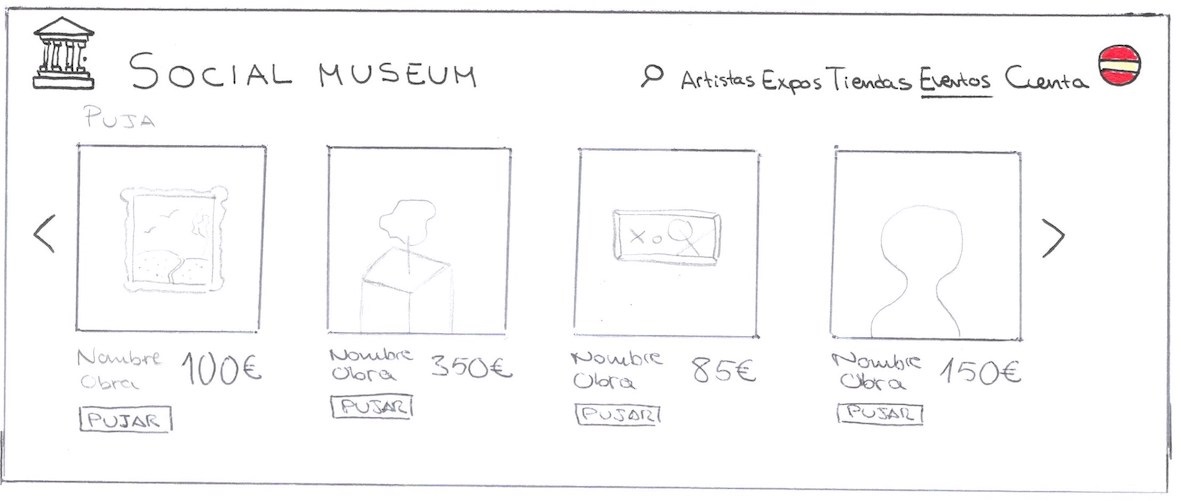 SOCIAL MUSEUM
Artistas Expos Tiendas Eventos Cuenta
PUJA
Nombre Obra 100€
Nombre Obra 350€
Nombre Obra 85€
Nombre Obra 150€
PUJAR
PUJAR
PUJAR
PUJAR